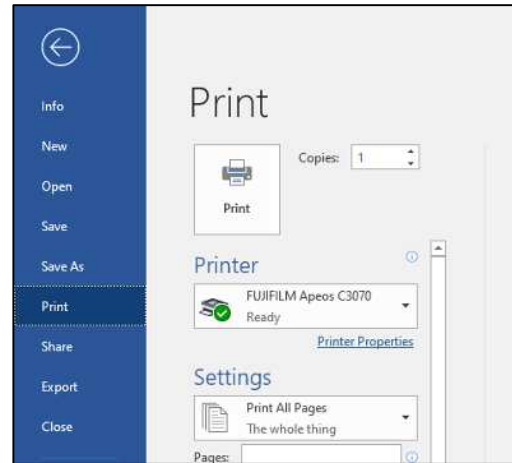 Info
New
Open
Save
Save As
Print
Share
Export
Close
Print
Copies: 1
Print
Printer
FUJIFILM Apeos C3070
Ready
Printer Properties
Settings
Print All Pages
The whole thing
Pages: